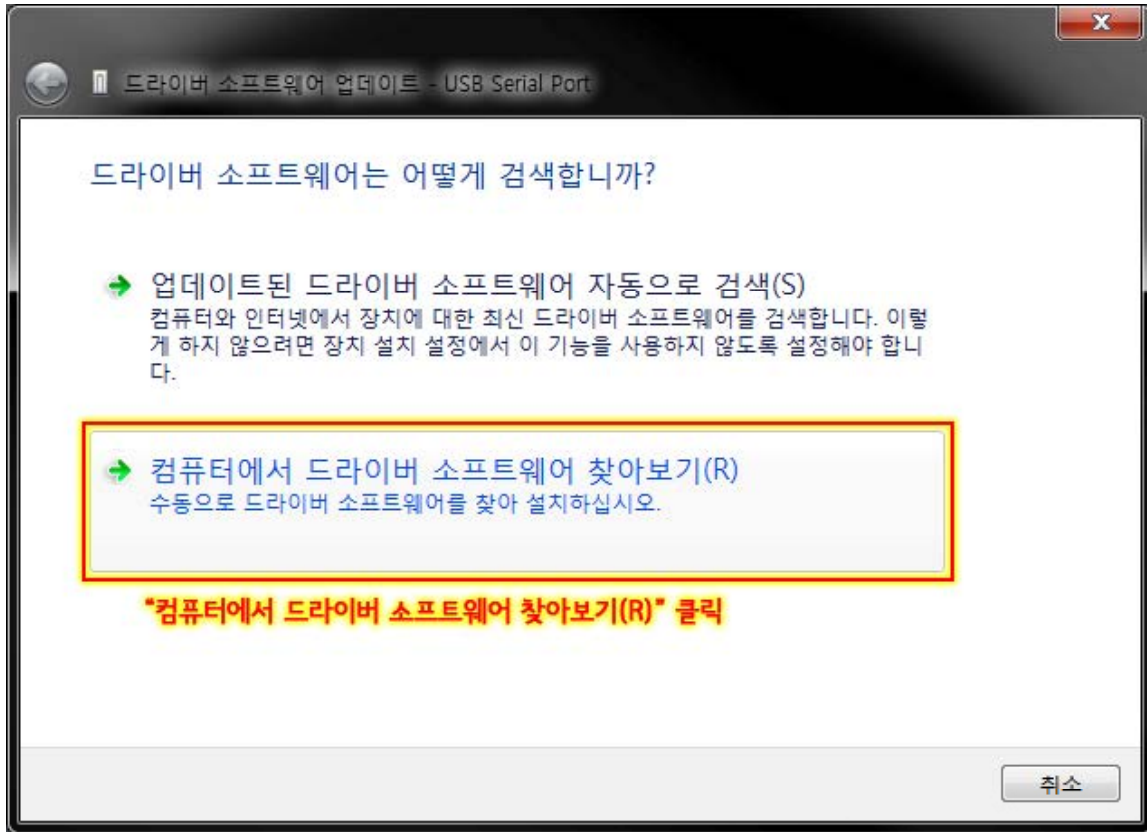 X
드라이버 소프트웨어 업데이트 - USB Serial Port
드라이버 소프트웨어는 어떻게 검색합니까?
업데이트된 드라이버 소프트웨어 자동으로 검색(S)
컴퓨터와 인터넷에서 장치에 대한 최신 드라이버 소프트웨어를 검색합니다. 이렇
게 하지 않으려면 장치 설치 설정에서 이 기능을 사용하지 않도록 설정해야 합니
다.
컴퓨터에서 드라이버 소프트웨어 찾아보기(R)
수동으로 드라이버 소프트웨어를 찾아 설치하십시오.
"컴퓨터에서 드라이버 소프트웨어 찾아보기(R)" 클릭
취소